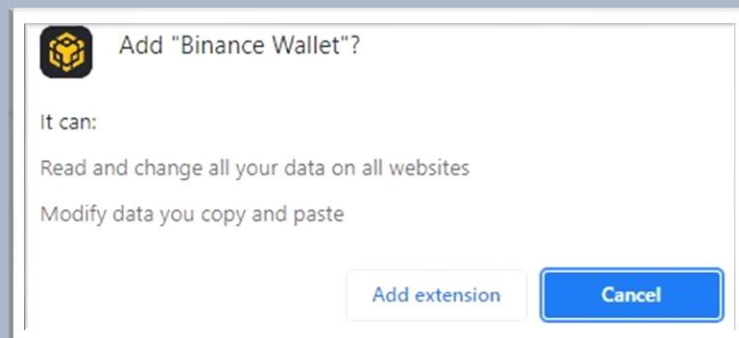 Add "Binance Wallet"?
It can:
Read and change all your data on all websites
Modify data you copy and paste
Add extension
Cancel